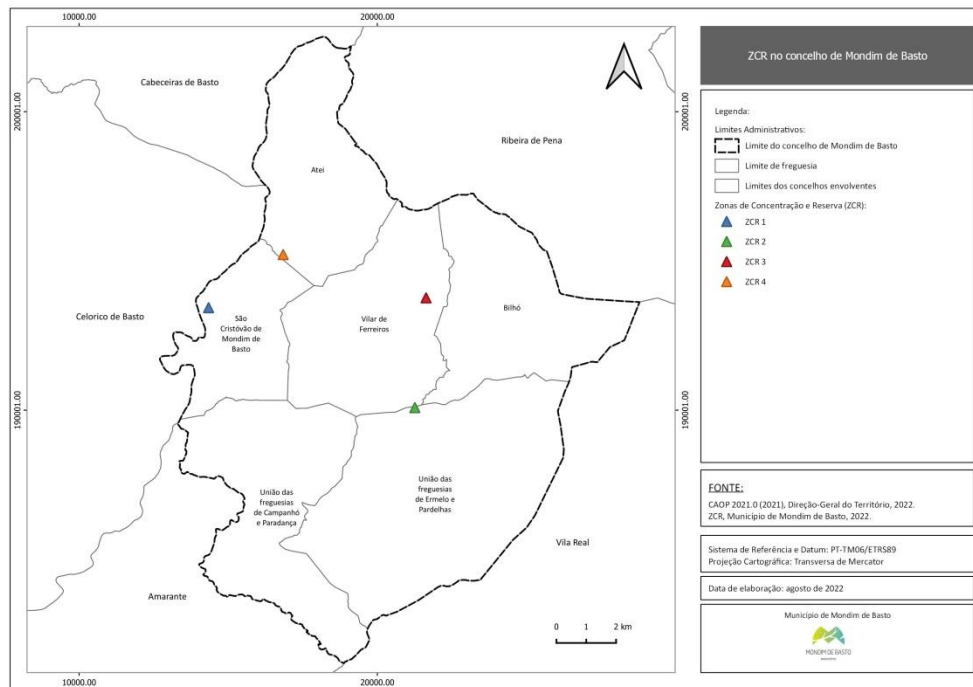 10000.00
20000.00
ZCR no concelho de Mondim de Basto
Cabeceiras de Basto
200001.00
200001.00
Ribeira de Pena
Atei
Legenda:
Limites Administrativos:
Limite do concelho de Mondim de Basto
Limite de freguesia
Limites dos concelhos envolventes
Zonas de Concentração e Reserva (ZCR):
ZCR 1
ZCR 2
ZCR 3
ZCR 4
Celorico de Basto
São
Cristóvão de
Mondim de
Basto
Vilar de
Ferreiros
Bilhó
190001.00
190001.00
União das
freguesias
de Campanhó
e Paradança
União das
freguesias
de Ermelo e
Pardelhas
Vila Real
Amarante
0 1 2 km
10000.00
20000.00
FONTE:
CAOP 2021.0 (2021), Direção-Geral do Território, 2022.
ZCR, Município de Mondim de Basto, 2022.
Sistema de Referência e Datum: PT-TM06/ETRS89
Projeção Cartográfica: Transversa de Mercator
Data de elaboração: agosto de 2022
Município de Mondim de Basto
MONDIM DE BASTO